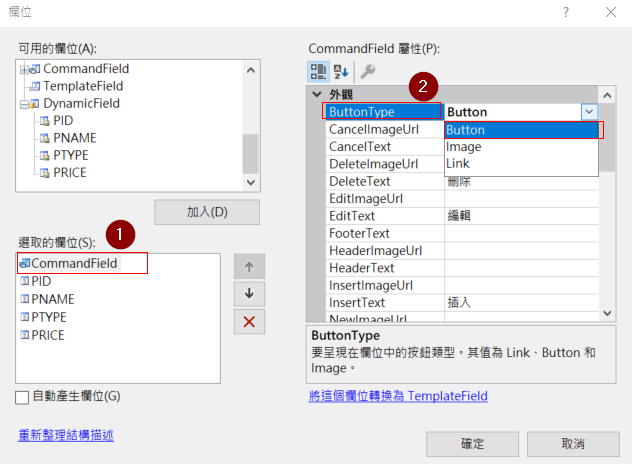 欄位
?
可用的欄位(A):
CommandField
TemplateField
DynamicField
PID
PNAME
PTYPE
PRICE
加入(D)
1
選取的欄位(S):
CommandField
PID
PNAME
PTYPE
PRICE
自動產生欄位(G)
重新整理結構描述
CommandField 屬性(P):
2
外觀
ButtonType Button
Button
Image
Link
CancelImageUrl
CancelText
DeleteImageUrl
DeleteText 刪除
EditImageUrl
EditText 編輯
FooterText
HeaderImageUrl
HeaderText
InsertImageUrl
InsertText 插入
NewImageUrl
ButtonType
要呈現在欄位中的按鈕類型。其值為 Link、Button 和
Image。
將這個欄位轉換為 TemplateField
確定
取消